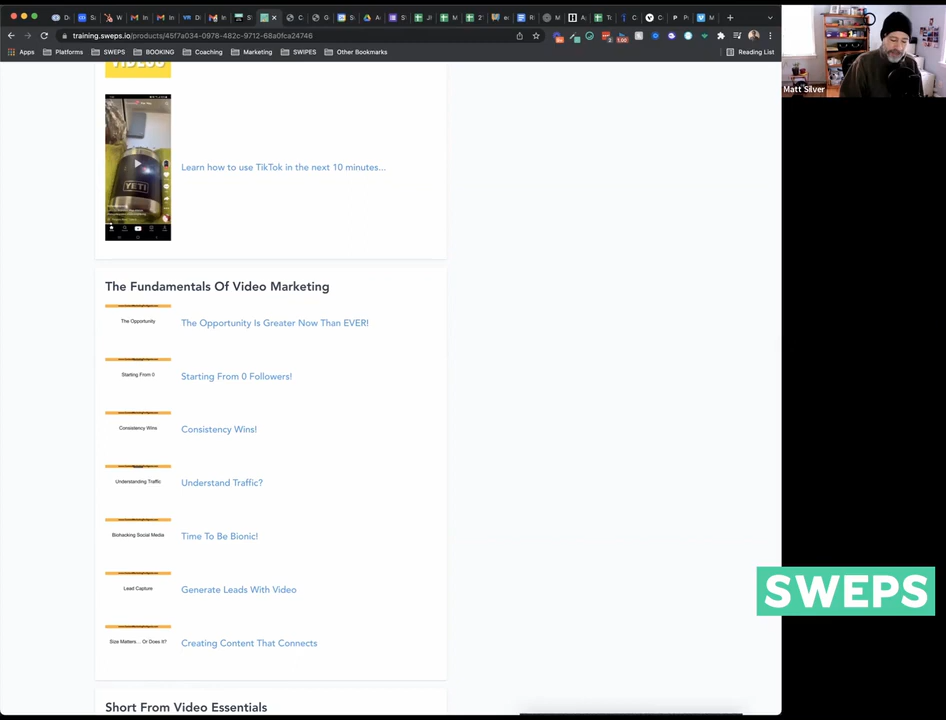 training.sweps.io/products/45f7a034-0978-482c-9712-68a0fca24746
Apps
Platforms
SWEPS
BOOKING
Coaching
Marketing
SWIPES
Other Bookmarks
Reading List
Matt Silver
VIDEOS
YETI
Learn how to use TikTok in the next 10 minutes...
The Fundamentals Of Video Marketing
The Opportunity
The Opportunity Is Greater Now Than EVER!
Starting From 0
Starting From 0 Followers!
Consistency Wins
Consistency Wins!
Understanding Traffic
Understand Traffic?
Biohacking Social Media
Time To Be Bionic!
Lead Capture
Generate Leads With Video
SWEPS
Size Matters... Or Does It?
Creating Content That Connects
Short From Video Essentials